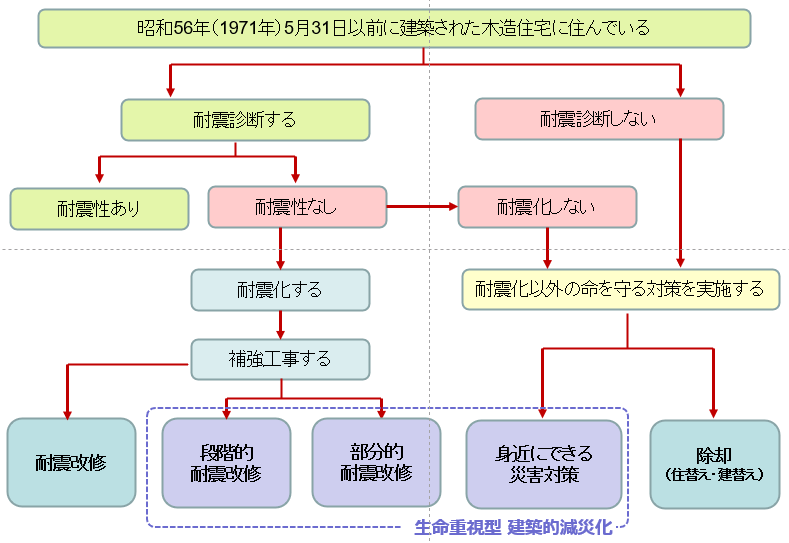 昭和56年(1971年)5月31日以前に建築された木造住宅に住んでいる
耐震診断する
耐震診断しない
耐震性あり
耐震性なし
耐震化しない
耐震化する
耐震化以外の命を守る対策を実施する
補強工事する
耐震改修
段階的
耐震改修
部分的
耐震改修
身近にできる
災害対策
除却
(住替え・建替え)
生命重視型 建築的減災化